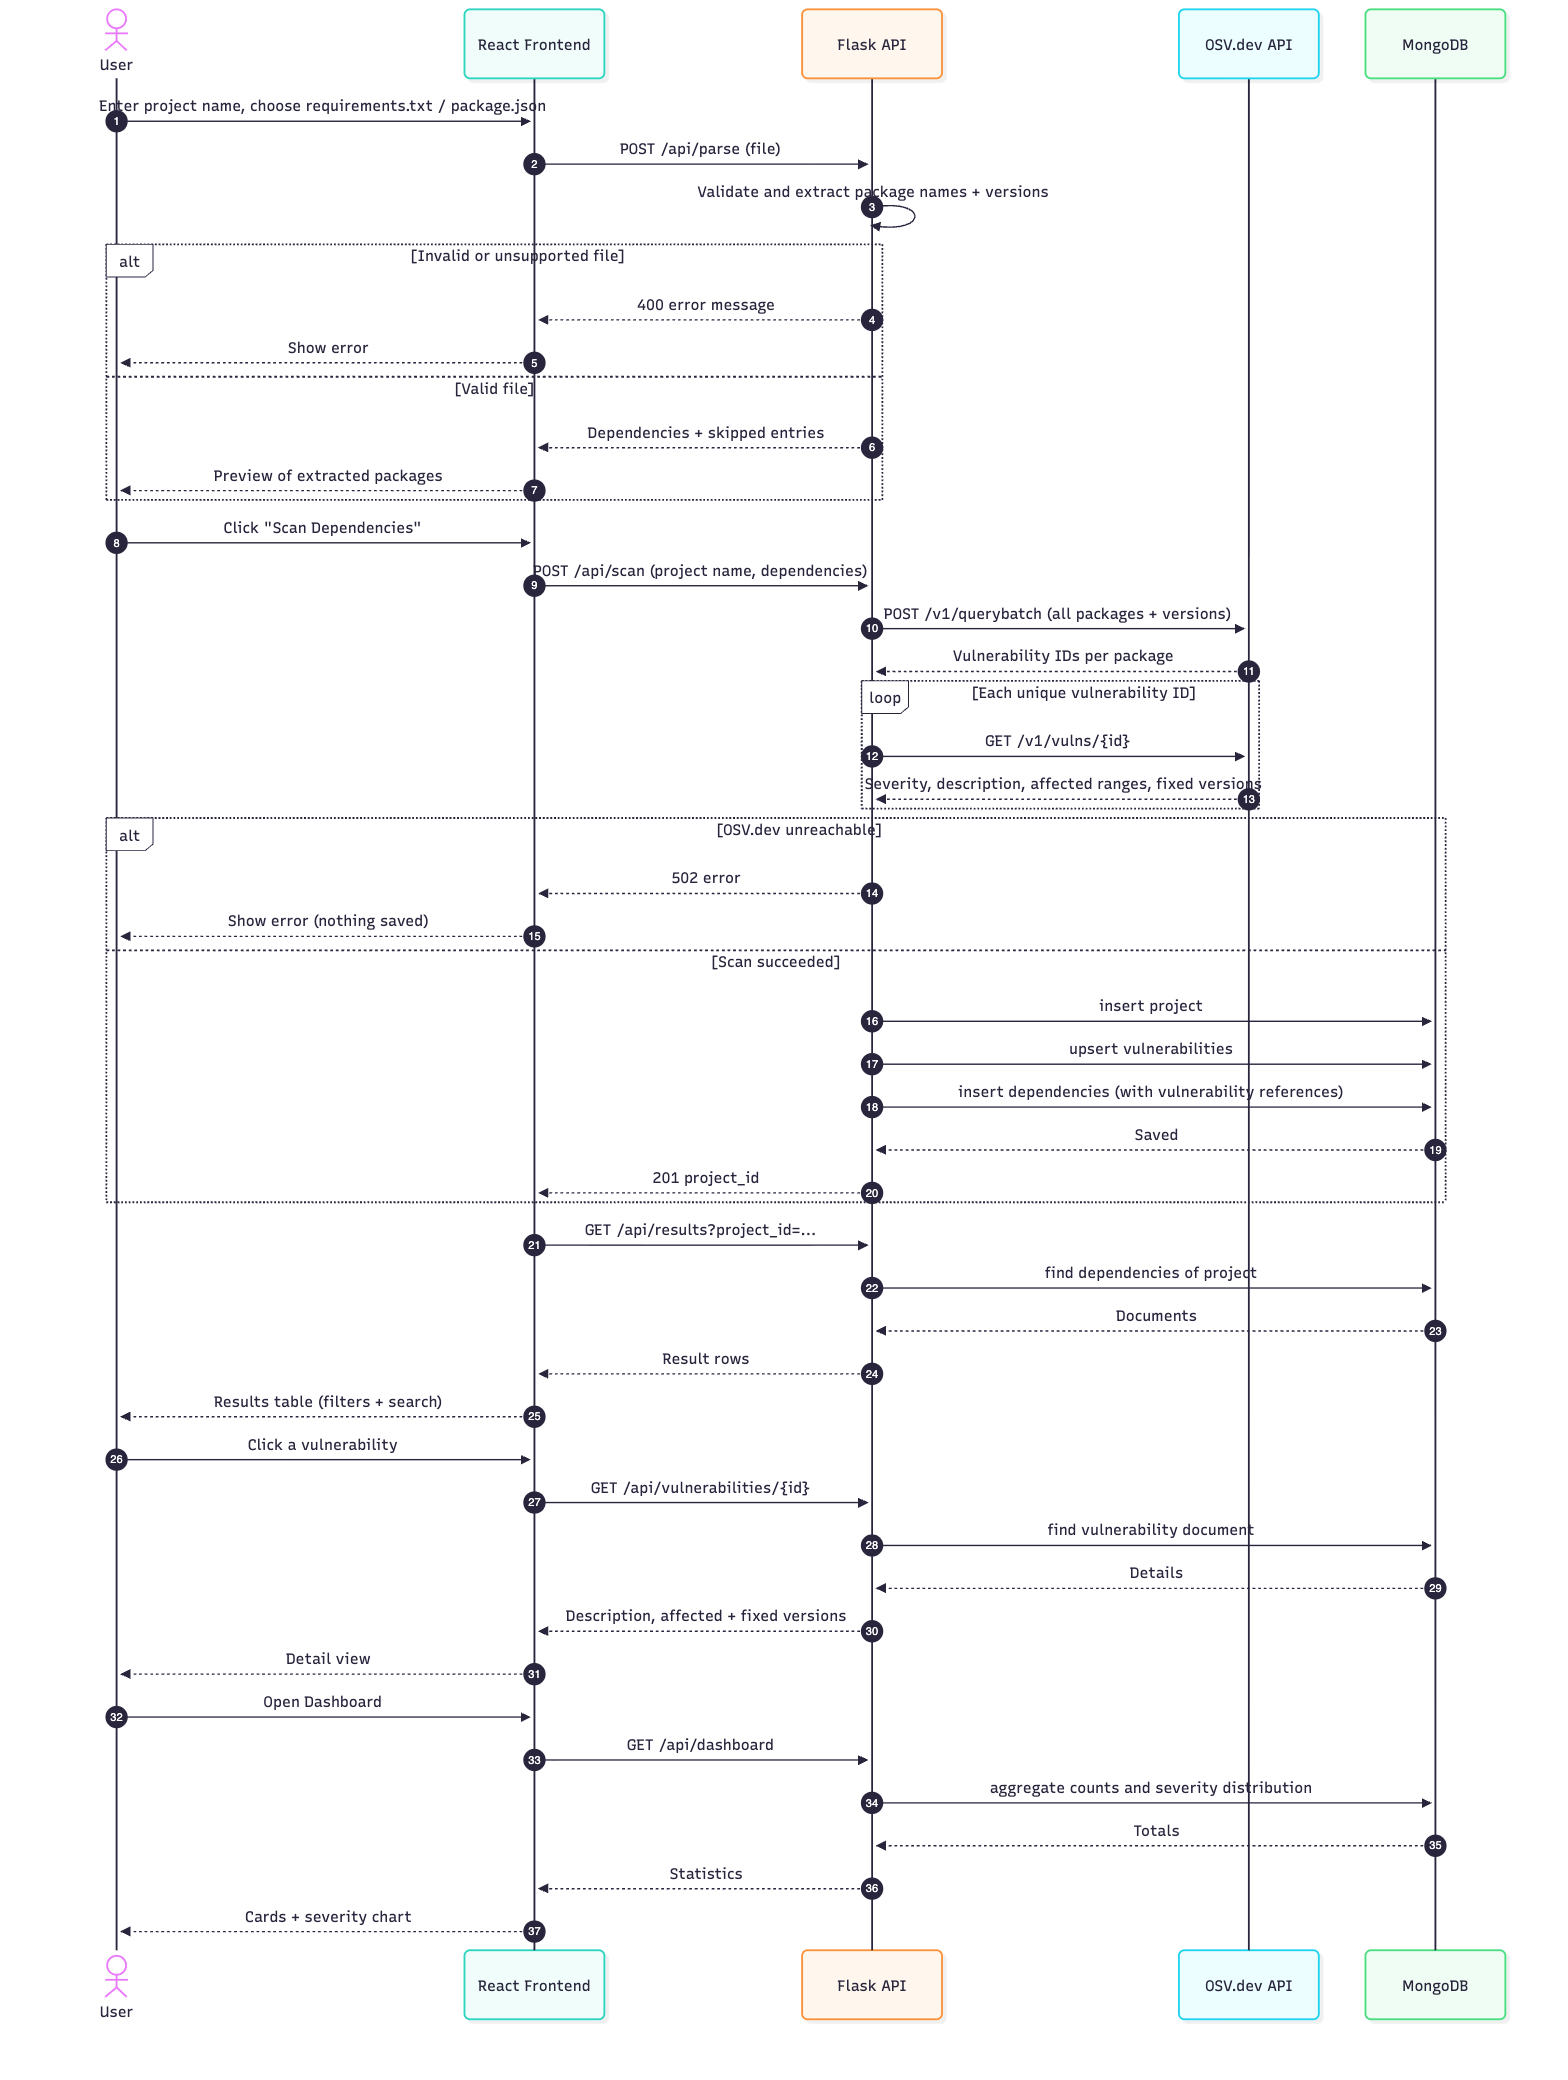 User
React Frontend
Flask API
OSV.dev API
MongoDB
Enter project name, choose requirements.txt / package.json
1
POST /api/parse (file)
2
Validate and extract package names + versions
3
alt
[Invalid or unsupported file]
400 error message
4
Show error
5
[Valid file]
Dependencies + skipped entries
6
Preview of extracted packages
7
Click "Scan Dependencies"
8
POST /api/scan (project name, dependencies)
9
POST /v1/querybatch (all packages + versions)
10
Vulnerability IDs per package
11
loop
[Each unique vulnerability ID]
GET /v1/vulns/{id}
12
Severity, description, affected ranges, fixed versions
13
alt
[OSV.dev unreachable]
502 error
14
Show error (nothing saved)
15
[Scan succeeded]
insert project
16
upsert vulnerabilities
17
insert dependencies (with vulnerability references)
18
Saved
19
201 project_id
20
GET /api/results?project_id=...
21
find dependencies of project
22
Documents
23
Result rows
24
Results table (filters + search)
25
Click a vulnerability
26
GET /api/vulnerabilities/{id}
27
find vulnerability document
28
Details
29
Description, affected + fixed versions
30
Detail view
31
Open Dashboard
32
GET /api/dashboard
33
aggregate counts and severity distribution
34
Totals
35
Statistics
36
Cards + severity chart
37
User
React Frontend
Flask API
OSV.dev API
MongoDB